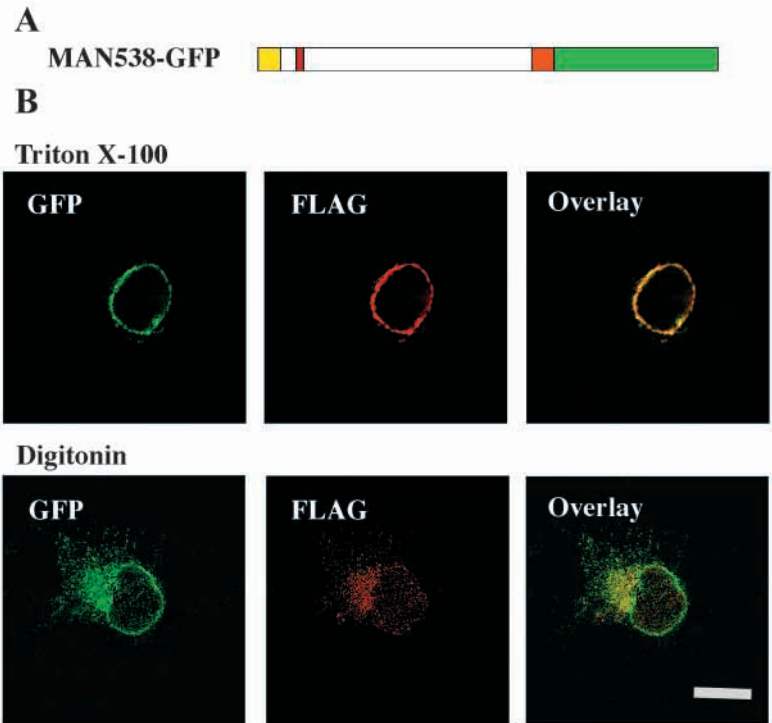 A
MAN538-GFP
B
Triton X-100
GFP FLAG Overlay
Digitonin
GFP FLAG Overlay